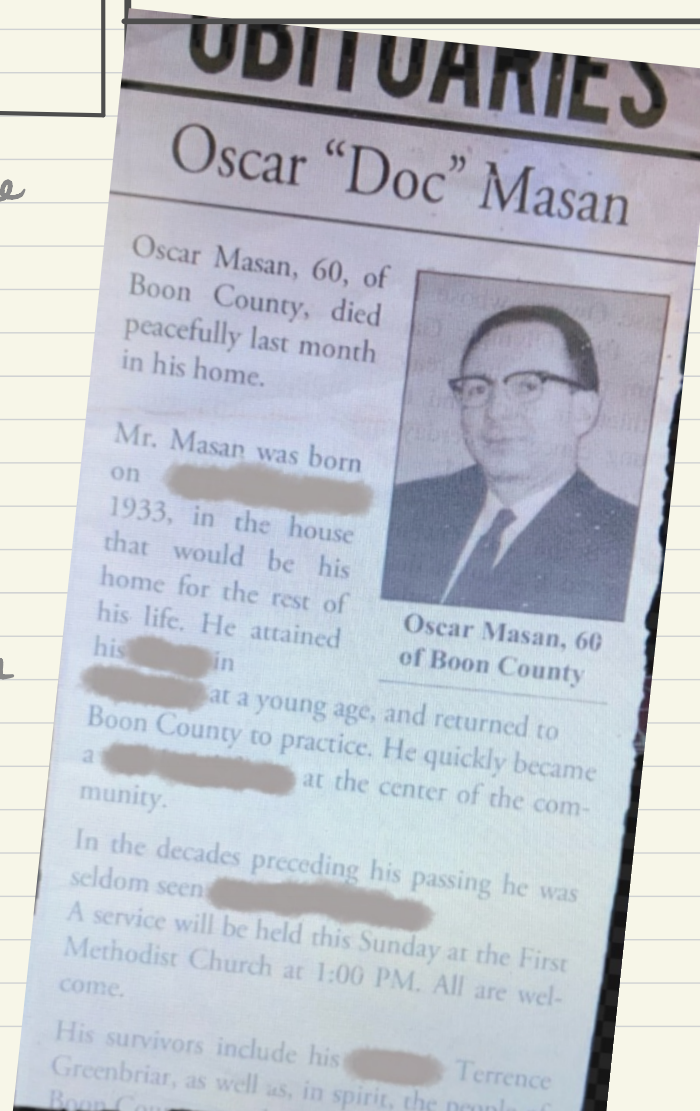 OBITUARIES
Oscar “Doc” Masan
Oscar Masan, 60, of
Boon County, died
peacefully last month
in his home.
Mr. Masan was born
on
1933, in the house
that would be his
home for the rest of
his life. He attained
his in
at a young age, and returned to
Boon County to practice. He quickly became
a at the center of the com-
munity.
Oscar Masan, 60
of Boon County
In the decades preceding his passing he was
seldom seen
A service will be held this Sunday at the First
Methodist Church at 1:00 PM. All are wel-
come.
His survivors include his Terrence
Greenbriar, as well as, in spirit, the people of
Boon